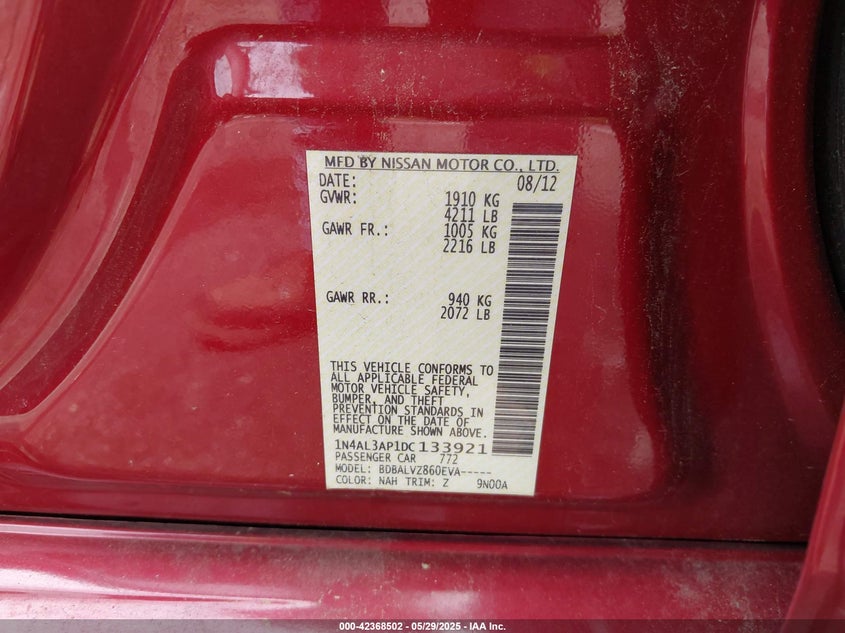 MFD BY NISSAN MOTOR CO., LTD.
DATE: 08/12
GVWR: 1910 KG
4211 LB
GAWR FR.: 1005 KG
2216 LB
GAWR RR.: 940 KG
2072 LB
THIS VEHICLE CONFORMS TO
ALL APPLICABLE FEDERAL
MOTOR VEHICLE SAFETY,
BUMPER, AND THEFT
PREVENTION STANDARDS IN
EFFECT ON THE DATE OF
MANUFACTURE SHOWN ABOVE.
1N4AL3AP1DC133921
PASSENGER CAR 772
MODEL: BDBALVZ860EVA-----
COLOR: NAH TRIM: Z 9N00A
000-42368502 - 05/29/2025 - IAA Inc.